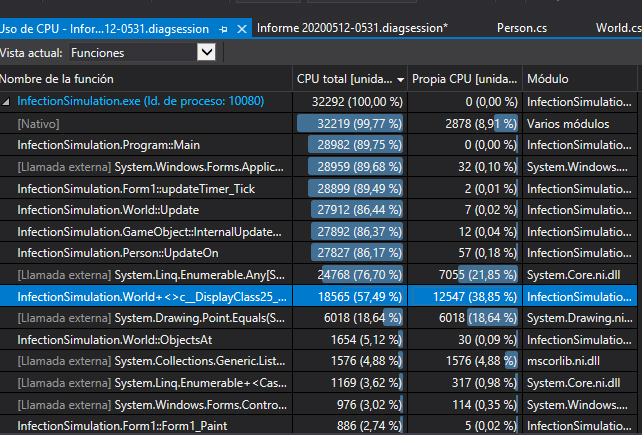 Uso de CPU - Infor...12-0531.diagsession Informe 20200512-0531.diagsession* Person.cs World.cs
Vista actual: Funciones
Nombre de la función CPU total [unida... Propia CPU [unida... Módulo
InfectionSimulation.exe (Id. de proceso: 10080) 32292 (100,00 %) 0 (0,00 %) InfectionSimulatio...
[Nativo] 32219 (99,77 %) 2878 (8,91 %) Varios módulos
InfectionSimulation.Program::Main 28982 (89,75 %) 0 (0,00 %) InfectionSimulatio...
[Llamada externa] System.Windows.Forms.Applic... 28959 (89,68 %) 32 (0,10 %) System.Windows....
InfectionSimulation.Form1::updateTimer_Tick 28899 (89,49 %) 2 (0,01 %) InfectionSimulatio...
InfectionSimulation.World::Update 27912 (86,44 %) 7 (0,02 %) InfectionSimulatio...
InfectionSimulation.GameObject::InternalUpdate... 27892 (86,37 %) 12 (0,04 %) InfectionSimulatio...
InfectionSimulation.Person::UpdateOn 27827 (86,17 %) 57 (0,18 %) InfectionSimulatio...
[Llamada externa] System.Linq.Enumerable.Any[S... 24768 (76,70 %) 7055 (21,85 %) System.Core.ni.dll
InfectionSimulation.World+<>c__DisplayClass25_... 18565 (57,49 %) 12547 (38,85 %) InfectionSimulatio...
[Llamada externa] System.Drawing.Point.Equals(S... 6018 (18,64 %) 6018 (18,64 %) System.Drawing.ni...
InfectionSimulation.World::ObjectsAt 1654 (5,12 %) 30 (0,09 %) InfectionSimulatio...
[Llamada externa] System.Collections.Generic.List... 1576 (4,88 %) 1576 (4,88 %) mscorlib.ni.dll
[Llamada externa] System.Linq.Enumerable+<Cas... 1169 (3,62 %) 317 (0,98 %) System.Core.ni.dll
[Llamada externa] System.Windows.Forms.Contro... 976 (3,02 %) 114 (0,35 %) System.Windows....
InfectionSimulation.Form1::Form1_Paint 886 (2,74 %) 5 (0,02 %) InfectionSimulatio...